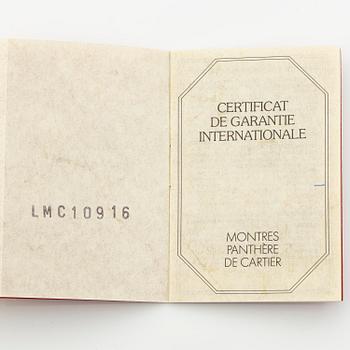 LMC10916
CERTIFICAT
DE GARANTIE
INTERNATIONALE
MONTRES
PANTHÈRE
DE CARTIER